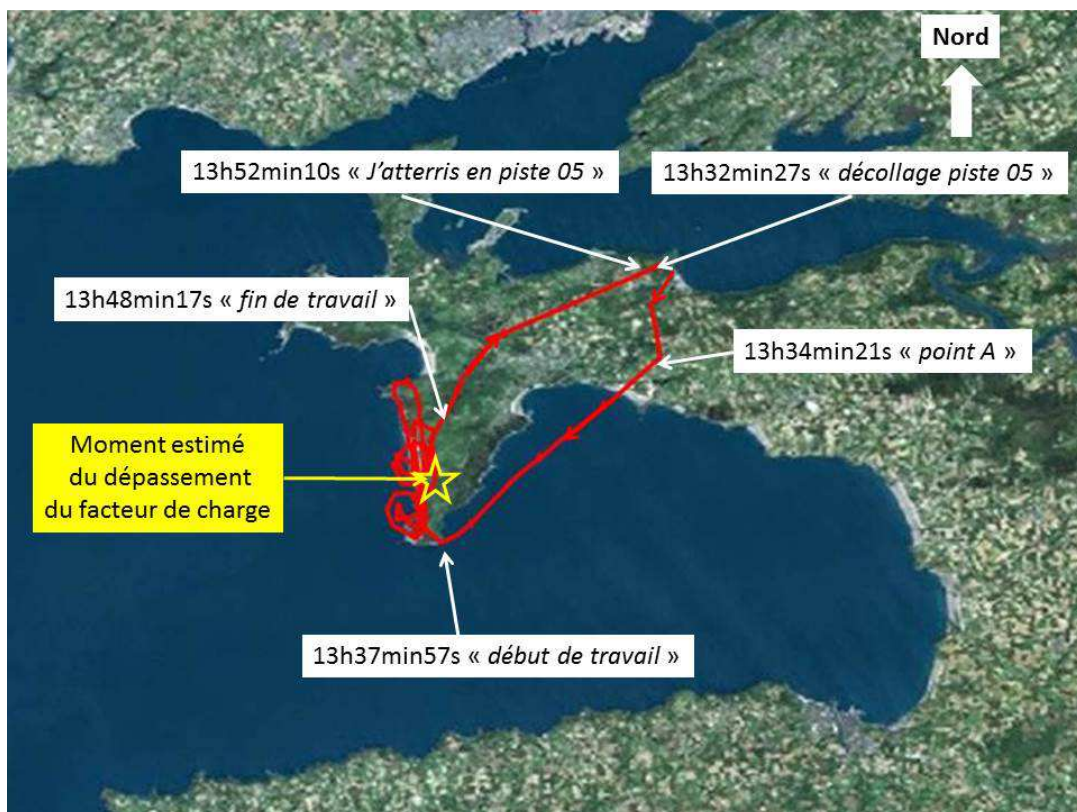 Nord
13h52min10s « J'atterris en piste 05 »
13h32min27s « décollage piste 05 »
13h48min17s « fin de travail »
13h34min21s « point A »
Moment estimé
du dépassement
du facteur de charge
13h37min57s « début de travail »